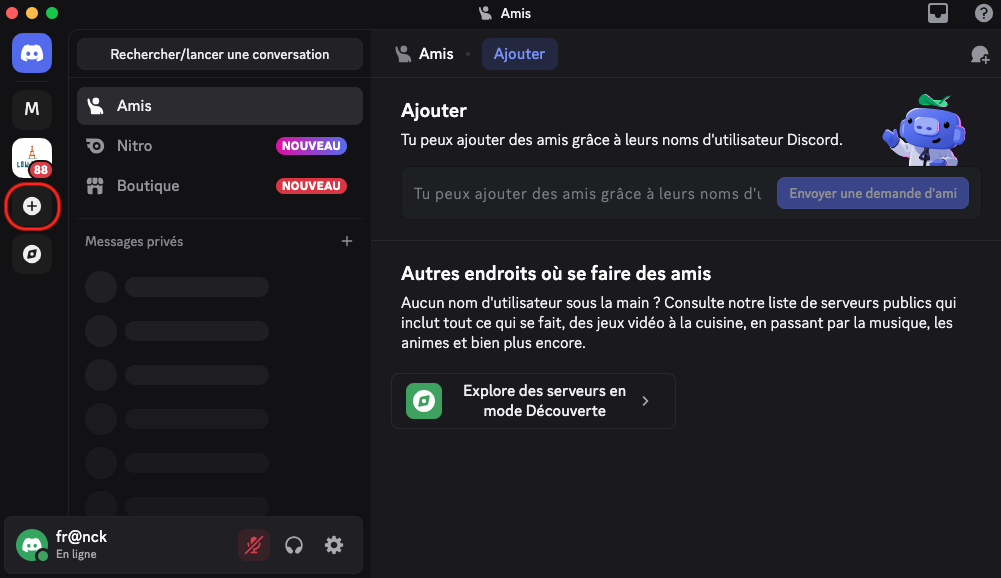 Amis
Rechercher/lancer une conversation
Amis
Ajouter
M
88
Amis
Nitro
NOUVEAU
Boutique
NOUVEAU
Messages privés
Ajouter
Tu peux ajouter des amis grâce à leurs noms d'utilisateur Discord.
Tu peux ajouter des amis grâce à leurs noms d'u
Envoyer une demande d'ami
Autres endroits où se faire des amis
Aucun nom d'utilisateur sous la main ? Consulte notre liste de serveurs publics qui
inclut tout ce qui se fait, des jeux vidéo à la cuisine, en passant par la musique, les
animes et bien plus encore.
Explore des serveurs en
mode Découverte
fr@nck
En ligne